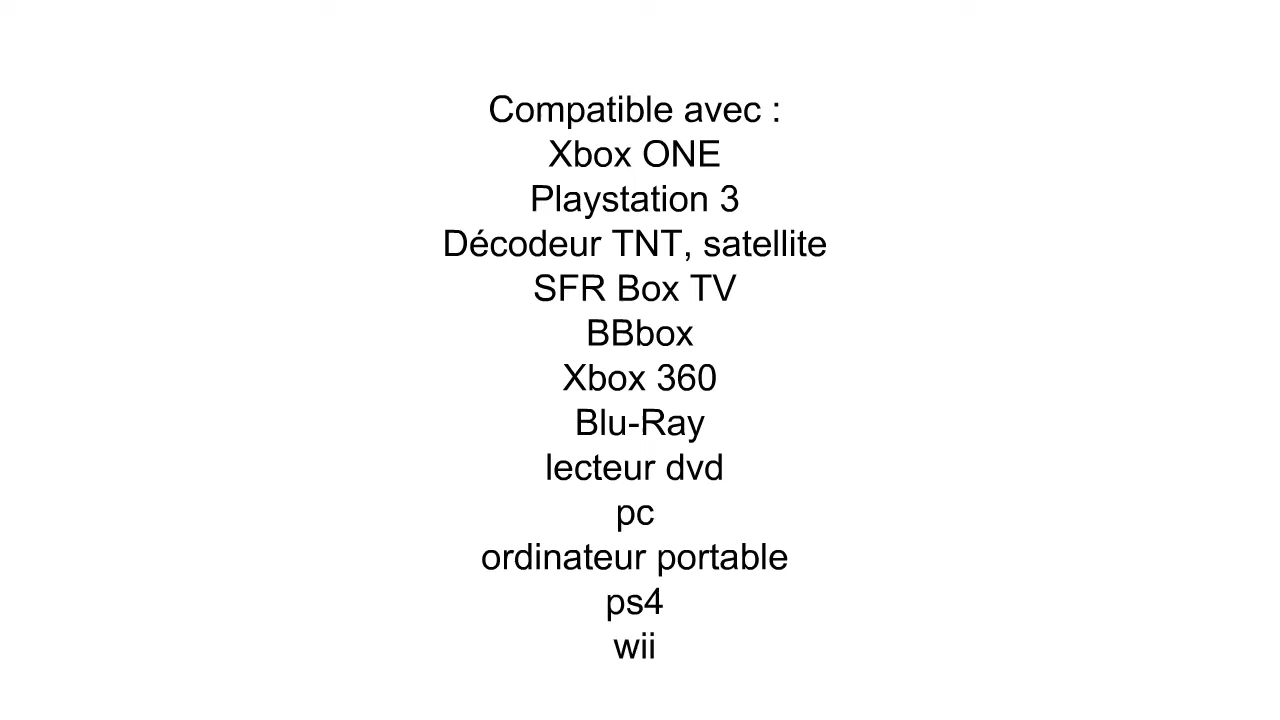 Compatible avec :
Xbox ONE
Playstation 3
Décodeur TNT, satellite
SFR Box TV
BBbox
Xbox 360
Blu-Ray
lecteur dvd
pc
ordinateur portable
ps4
wii